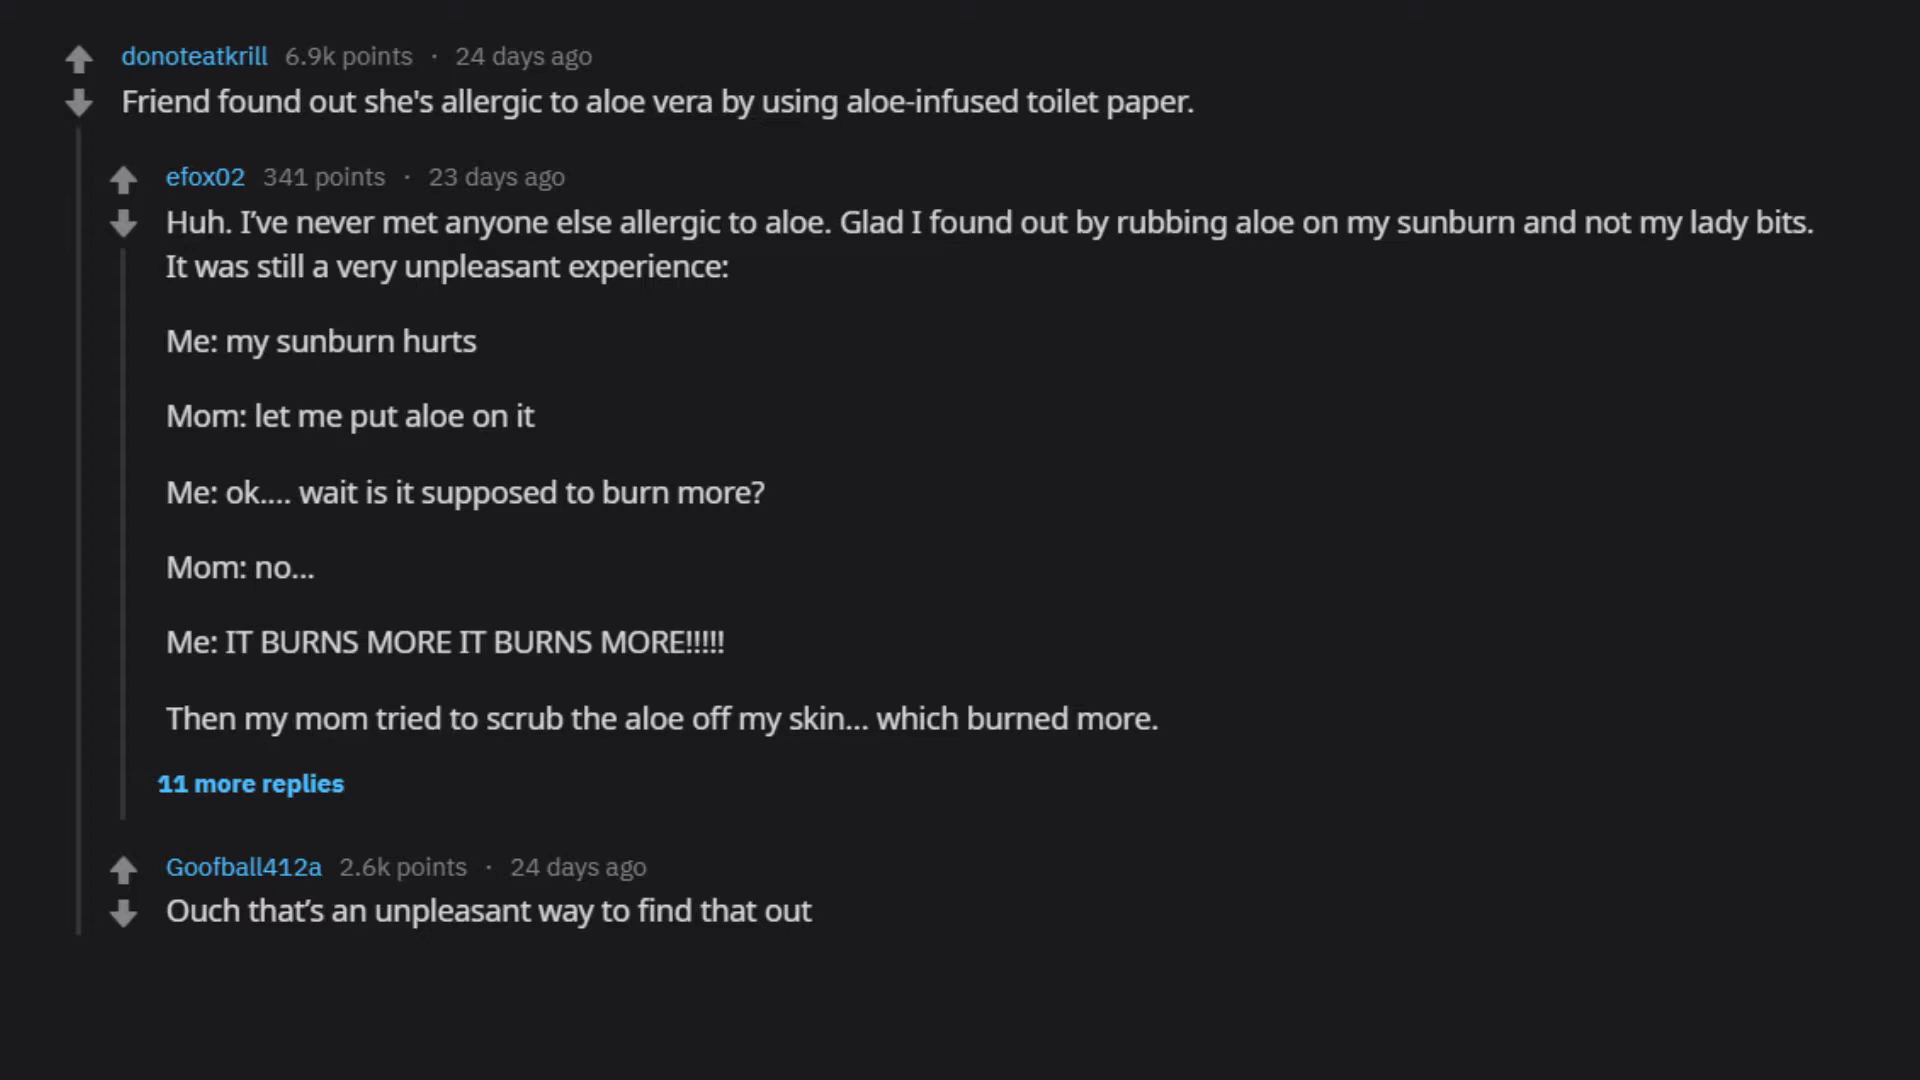 donoteatkrill 6.9k points · 24 days ago
Friend found out she's allergic to aloe vera by using aloe-infused toilet paper.
efox02 341 points · 23 days ago
Huh. I’ve never met anyone else allergic to aloe. Glad I found out by rubbing aloe on my sunburn and not my lady bits.
It was still a very unpleasant experience:
Me: my sunburn hurts
Mom: let me put aloe on it
Me: ok.... wait is it supposed to burn more?
Mom: no...
Me: IT BURNS MORE IT BURNS MORE!!!!!
Then my mom tried to scrub the aloe off my skin... which burned more.
11 more replies
Goofball412a 2.6k points · 24 days ago
Ouch that’s an unpleasant way to find that out